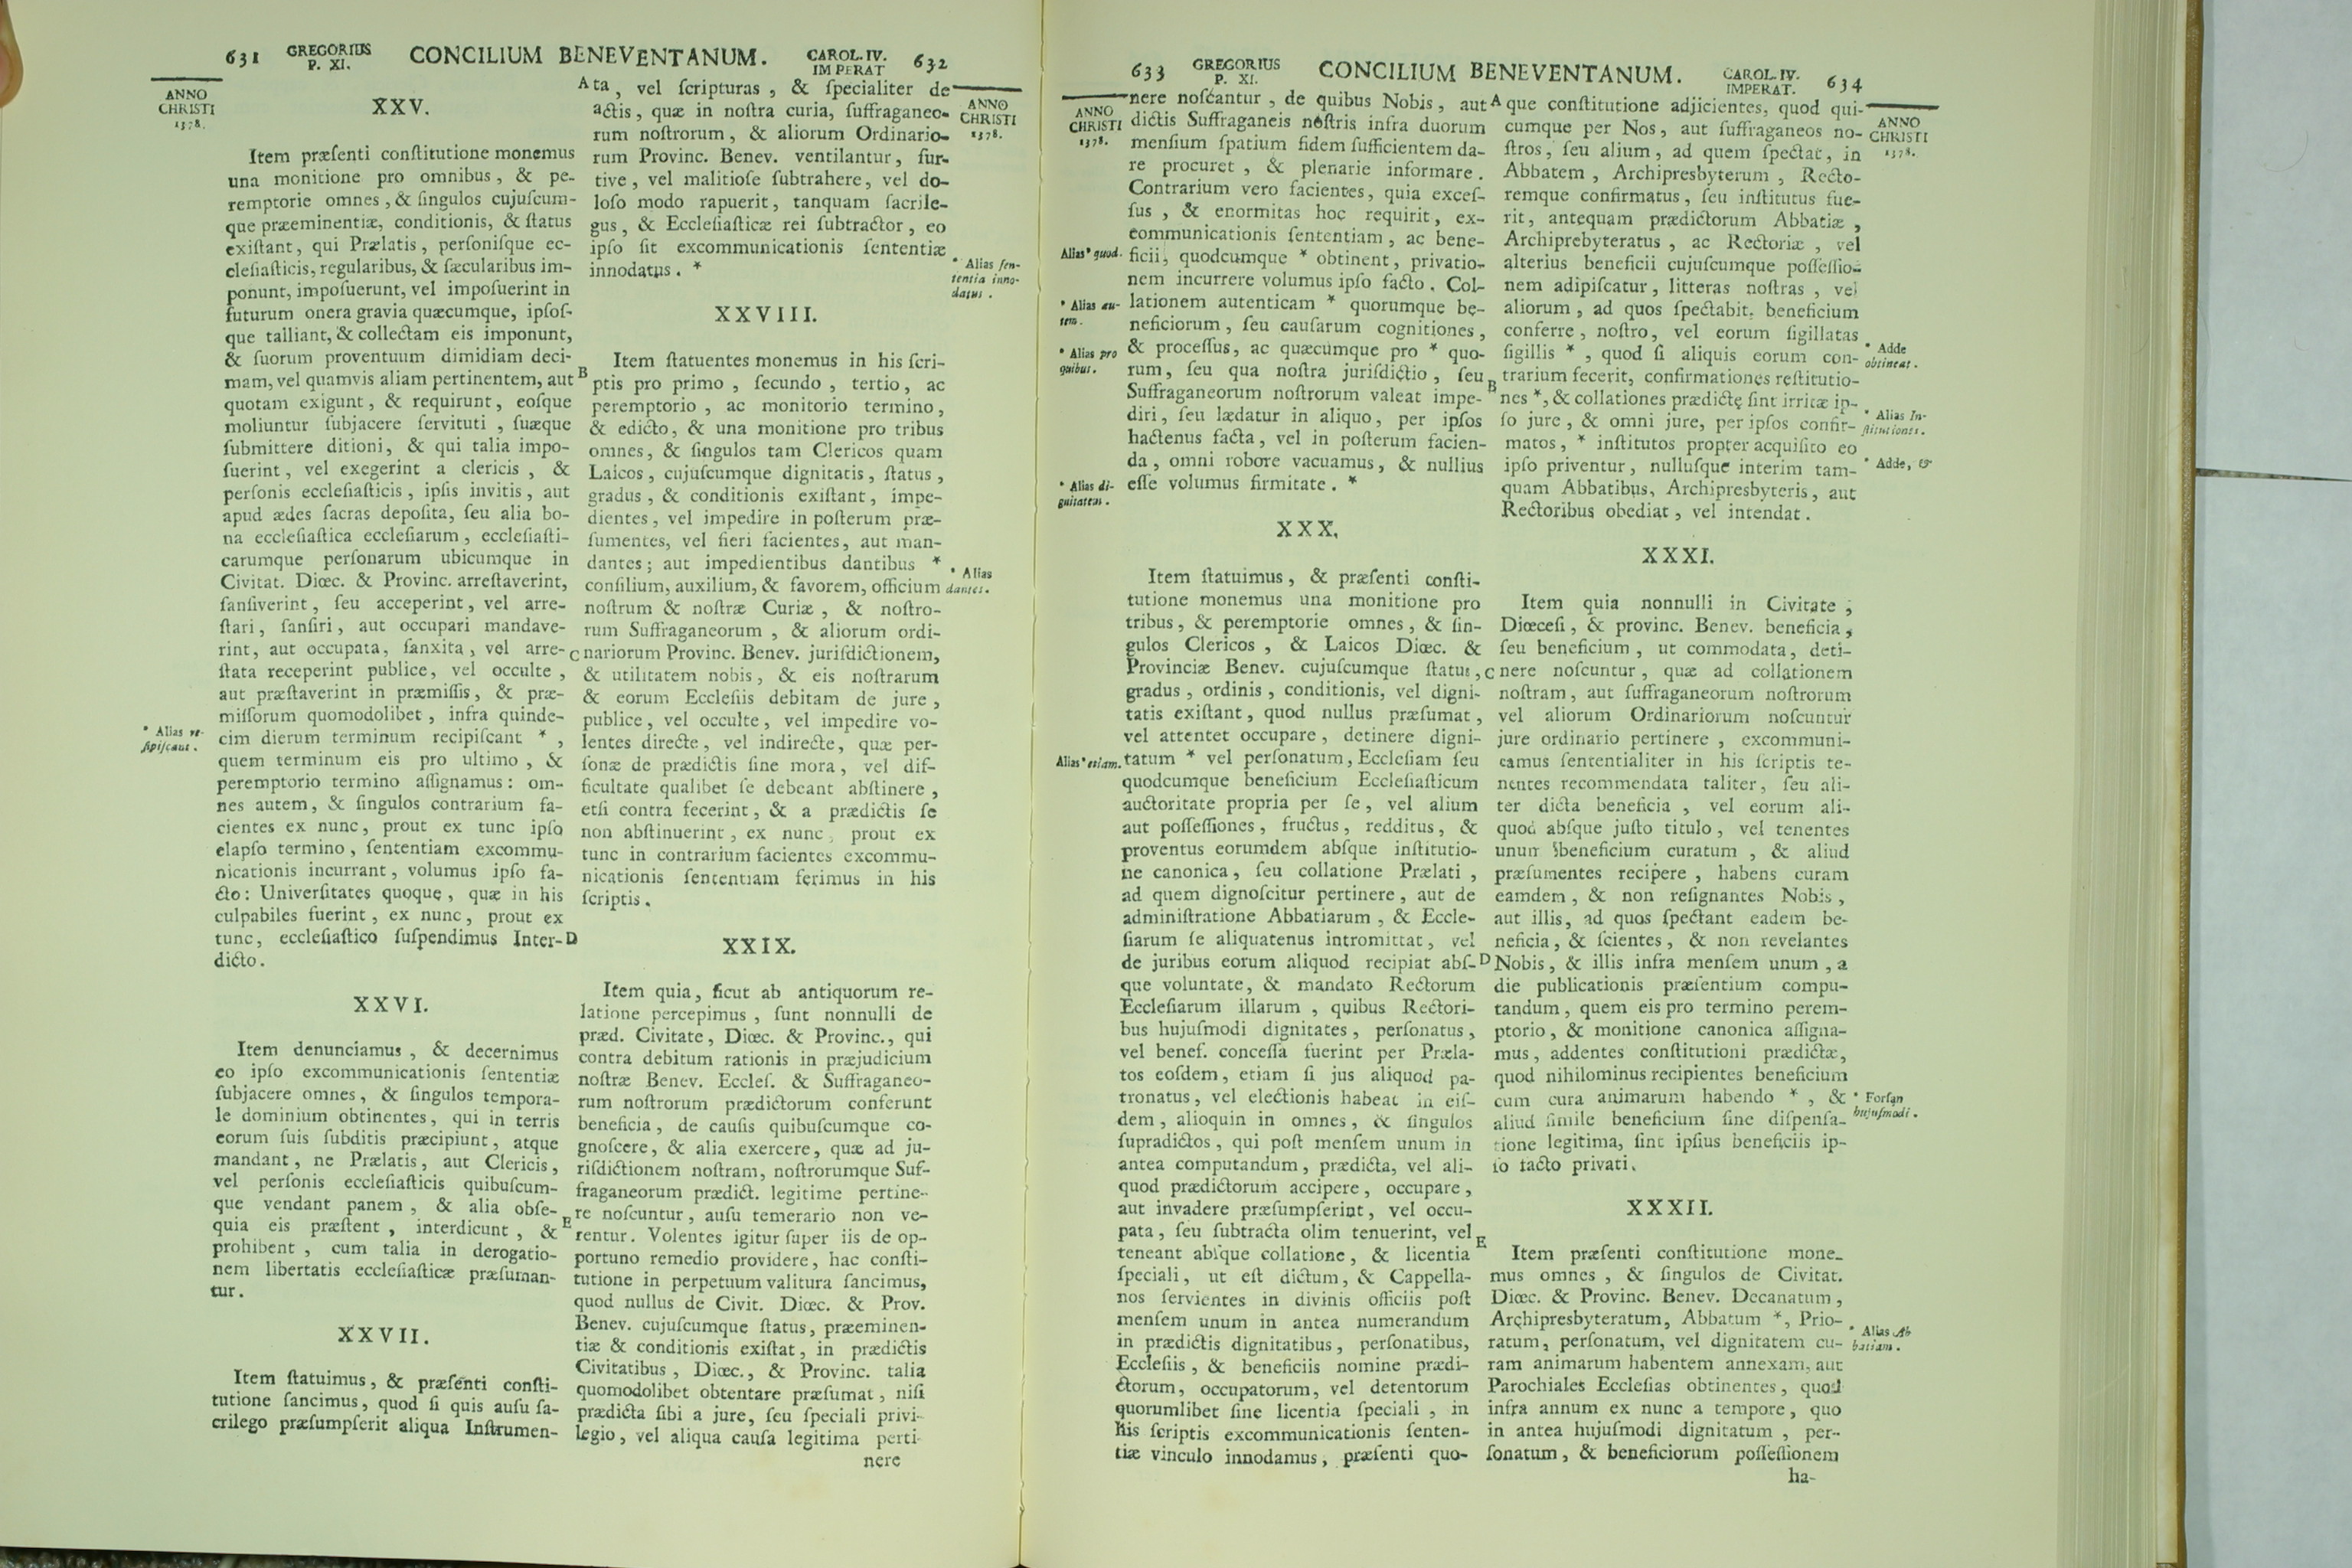 631 GREGORIUS P. XI. CONCILIUM BENEVENTANUM. CAROL. IV. IMPERAT 632
ANNO
CHRISTI
1378.
XXV.
Item præſenti conſtitutione monemus
una monitione pro omnibus, & pe-
remptorie omnes, & ſingulos cujuſcum-
que præeminentiæ, conditionis, & ſtatus
exiſtant, qui Prælatis, perſoniſque ec-
cleſiaſticis, regularibus, & ſæcularibus im-
ponunt, impoſuerunt, vel impoſuerint in
futurum onera gravia quæcumque, ipſoſ-
que talliant, & collectam eis imponunt,
& ſuorum proventuum dimidiam deci-
mam, vel quamvis aliam pertinentem, aut
quotam exigunt, & requirunt, eoſque
moliuntur ſubjacere ſervituti, ſuæque
ſubmittere ditioni, & qui talia impo-
ſuerint, vel exegerint a clericis, &
perſonis eccleſiaſticis, ipſis invitis, aut
apud ædes ſacras depoſita, ſeu alia bo-
na eccleſiaſtica eccleſiarum, eccleſiaſti-
carumque perſonarum ubicumque in
Civitat. Diœc. & Provinc. arreſtaverint,
ſanſiverint, ſeu acceperint, vel arre-
ſtari, ſanſiri, aut occupari mandave-
rint, aut occupata, ſanxita, vel arre-
ſtata receperint publice, vel occulte,
aut præſtaverint in præmiſſis, & præ-
miſſorum quomodolibet, infra quinde-
cim dierum terminum recipiſcant *,
quem terminum eis pro ultimo, &
peremptorio termino aſſignamus: om-
nes autem, & ſingulos contrarium fa-
cientes ex nunc, prout ex tunc ipſo
elapſo termino, ſententiam excommu-
nicationis incurrant, volumus ipſo fa-
cto: Univerſitates quoque, quæ in his
culpabiles fuerint, ex nunc, prout ex
tunc, eccleſiaſtico ſuſpendimus Inter-
dicto.
* Alias re-
ſipiſcant.
XXVI.
Item denunciamus, & decernimus
eo ipſo excommunicationis ſententiæ
ſubjacere omnes, & ſingulos tempora-
le dominium obtinentes, qui in terris
eorum ſuis ſubditis præcipiunt, atque
mandant, ne Prælatis, aut Clericis,
vel perſonis eccleſiaſticis quibuſcum-
que vendant panem, & alia obſe-
quia eis præſtent, interdicunt, &
prohibent, cum talia in derogatio-
nem libertatis eccleſiaſticæ præſuman-
tur.
XXVII.
Item ſtatuimus, & præſenti conſti-
tutione ſancimus, quod ſi quis auſu ſa-
crilego præſumpſerit aliqua Inſtrumen-
A
B
C
D
E
ta, vel ſcripturas, & ſpecialiter de
actis, quæ in noſtra curia, ſuffraganeo-
rum noſtrorum, & aliorum Ordinario-
rum Provinc. Benev. ventilantur, fur-
tive, vel malitioſe ſubtrahere, vel do-
loſo modo rapuerit, tanquam ſacrile-
gus, & Eccleſiaſticæ rei ſubtractor, eo
ipſo ſit excommunicationis ſententiæ
innodatus. *
ANNO
CHRISTI
1378.
* Alias ſen-
tentia inno-
datus.
XXVIII.
Item ſtatuentes monemus in his ſcri-
ptis pro primo, ſecundo, tertio, ac
peremptorio, ac monitorio termino,
& edicto, & una monitione pro tribus
omnes, & ſingulos tam Clericos quam
Laicos, cujuſcumque dignitatis, ſtatus,
gradus, & conditionis exiſtant, impe-
dientes, vel impedire in poſterum præ-
ſumentes, vel fieri facientes, aut man-
dantes; aut impedientibus dantibus *
conſilium, auxilium, & favorem, officium
noſtrum & noſtræ Curiæ, & noſtro-
rum Suffraganeorum, & aliorum ordi-
nariorum Provinc. Benev. juriſdictionem,
& utilitatem nobis, & eis noſtrarum
& eorum Eccleſiis debitam de jure,
publice, vel occulte, vel impedire vo-
lentes directe, vel indirecte, quæ per-
ſonæ de prædictis ſine mora, vel dif-
ficultate qualibet ſe debeant abſtinere,
etſi contra fecerint, & a prædictis ſe
non abſtinuerint, ex nunc, prout ex
tunc in contrarium facientes excommu-
nicationis ſententiam ferimus in his
ſcriptis.
* Alias
dantes.
XXIX.
Item quia, ſicut ab antiquorum re-
latione percepimus, ſunt nonnulli de
præd. Civitate, Diœc. & Provinc., qui
contra debitum rationis in præjudicium
noſtræ Benev. Eccleſ. & Suffraganeo-
rum noſtrorum prædictorum conferunt
beneficia, de cauſis quibuſcumque co-
gnoſcere, & alia exercere, quæ ad ju-
riſdictionem noſtram, noſtrorumque Suf-
fraganeorum prædict. legitime pertine-
re noſcuntur, auſu temerario non ve-
rentur. Volentes igitur ſuper iis de op-
portuno remedio providere, hac conſti-
tutione in perpetuum valitura ſancimus,
quod nullus de Civit. Diœc. & Prov.
Benev. cujuſcumque ſtatus, præeminen-
tiæ & conditionis exiſtat, in prædictis
Civitatibus, Diœc., & Provinc. talia
quomodolibet obtentare præſumat, niſi
prædicta ſibi a jure, ſeu ſpeciali privi-
legio, vel aliqua cauſa legitima perti-
nere
633 GREGORIUS P. XI. CONCILIUM BENEVENTANUM. CAROL. IV. IMPERAT. 634
ANNO
CHRISTI
1378.
nere noſcantur, de quibus Nobis, aut
dictis Suffraganeis noſtris infra duorum
menſium ſpatium fidem ſufficientem da-
re procuret, & plenarie informare.
Contrarium vero facientes, quia exceſ-
ſus, & enormitas hoc requirit, ex-
communicationis ſententiam, ac bene-
ficii, quodcumque * obtinent, privatio-
nem incurrere volumus ipſo facto. Col-
lationem autenticam * quorumque be-
neficiorum, ſeu cauſarum cognitiones,
& proceſſus, ac quæcumque pro * quo-
rum, ſeu qua noſtra juriſdictio, ſeu
Suffraganeorum noſtrorum valeat impe-
diri, ſeu lædatur in aliquo, per ipſos
hactenus facta, vel in poſterum facien-
da, omni robore vacuamus, & nullius
eſſe volumus firmitate. *
Alias * quod.
* Alias au-
tem.
* Alias pro
quibus.
* Alias di-
gnitatem.
XXX.
Item ſtatuimus, & præſenti conſti-
tutione monemus una monitione pro
tribus, & peremptorie omnes, & ſin-
gulos Clericos, & Laicos Diœc. &
Provinciæ Benev. cujuſcumque ſtatus,
gradus, ordinis, conditionis, vel digni-
tatis exiſtant, quod nullus præſumat,
vel attentet occupare, detinere digni-
tatum * vel perſonatum, Eccleſiam ſeu
quodcumque beneficium Eccleſiaſticum
auctoritate propria per ſe, vel alium
aut poſſeſſiones, fructus, redditus, &
proventus eorumdem abſque inſtitutio-
ne canonica, ſeu collatione Prælati,
ad quem dignoſcitur pertinere, aut de
adminiſtratione Abbatiarum, & Eccle-
ſiarum ſe aliquatenus intromittat, vel
de juribus eorum aliquod recipiat abſ-
que voluntate, & mandato Rectorum
Eccleſiarum illarum, quibus Rectori-
bus hujuſmodi dignitates, perſonatus,
vel benef. conceſſa fuerint per Præla-
tos eoſdem, etiam ſi jus aliquod pa-
tronatus, vel electionis habeat in eiſ-
dem, alioquin in omnes, & ſingulos
ſupradictos, qui poſt menſem unum in
antea computandum, prædicta, vel ali-
quod prædictorum accipere, occupare,
aut invadere præſumpſerint, vel occu-
pata, ſeu ſubtracta olim tenuerint, vel
teneant abſque collatione, & licentia
ſpeciali, ut eſt dictum, & Cappella-
nos ſervientes in divinis officiis poſt
menſem unum in antea numerandum
in prædictis dignitatibus, perſonatibus,
Eccleſiis, & beneficiis nomine prædi-
ctorum, occupatorum, vel detentorum
quorumlibet ſine licentia ſpeciali, in
his ſcriptis excommunicationis ſenten-
tiæ vinculo innodamus, præſenti quo-
Alias * etiam.
A
B
C
D
E
que conſtitutione adjicientes, quod qui-
cumque per Nos, aut ſuffraganeos no-
ſtros, ſeu alium, ad quem ſpectat, in
Abbatem, Archipresbyterum, Recto-
remque confirmatus, ſeu inſtitutus fue-
rit, antequam prædictorum Abbatiæ,
Archiprebyteratus, ac Rectoriæ, vel
alterius beneficii cujuſcumque poſſeſſio-
nem adipiſcatur, litteras noſtras, vel
aliorum, ad quos ſpectabit, beneficium
conferre, noſtro, vel eorum ſigillatas
ſigillis *, quod ſi aliquis eorum con-
trarium fecerit, confirmationes reſtitutio-
nes *, & collationes prædictę ſint irritæ ip-
ſo jure, & omni jure, per ipſos confir-
matos, * inſtitutos propter acquiſito eo
ipſo priventur, nulluſque interim tam-
quam Abbatibus, Archipresbyteris, aut
Rectoribus obediat, vel intendat.
ANNO
CHRISTI
1378.
* Adde
obtineat.
* Alias In-
ſtitutiones.
* Adde, &
XXXI.
Item quia nonnulli in Civitate,
Diœceſi, & provinc. Benev. beneficia,
ſeu beneficium, ut commodata, deti-
nere noſcuntur, quæ ad collationem
noſtram, aut ſuffraganeorum noſtrorum
vel aliorum Ordinariorum noſcuntur
jure ordinario pertinere, excommuni-
camus ſententialiter in his ſcriptis te-
nentes recommendata taliter, ſeu ali-
ter dicta beneficia, vel eorum ali-
quod abſque juſto titulo, vel tenentes
unum beneficium curatum, & aliud
præſumentes recipere, habens curam
eamdem, & non reſignantes Nobis,
aut illis, ad quos ſpectant eadem be-
neficia, & ſcientes, & non revelantes
Nobis, & illis infra menſem unum, a
die publicationis præſentium compu-
tandum, quem eis pro termino perem-
ptorio, & monitione canonica aſſigna-
mus, addentes conſtitutioni prædictæ,
quod nihilominus recipientes beneficium
cum cura animarum habendo *, &
aliud ſimile beneficium ſine diſpenſa-
tione legitima, ſint ipſius beneficiis ip-
ſo facto privati.
* Forſan
hujuſmodi.
XXXII.
Item præſenti conſtitutione mone-
mus omnes, & ſingulos de Civitat.
Diœc. & Provinc. Benev. Decanatum,
Archipresbyteratum, Abbatum *, Prio-
ratum, perſonatum, vel dignitatem cu-
ram animarum habentem annexam, aut
Parochiales Eccleſias obtinentes, quod
infra annum ex nunc a tempore, quo
in antea hujuſmodi dignitatum, per-
ſonatum, & beneficiorum poſſeſſionem
* Alias Ab
batiam.
ha-